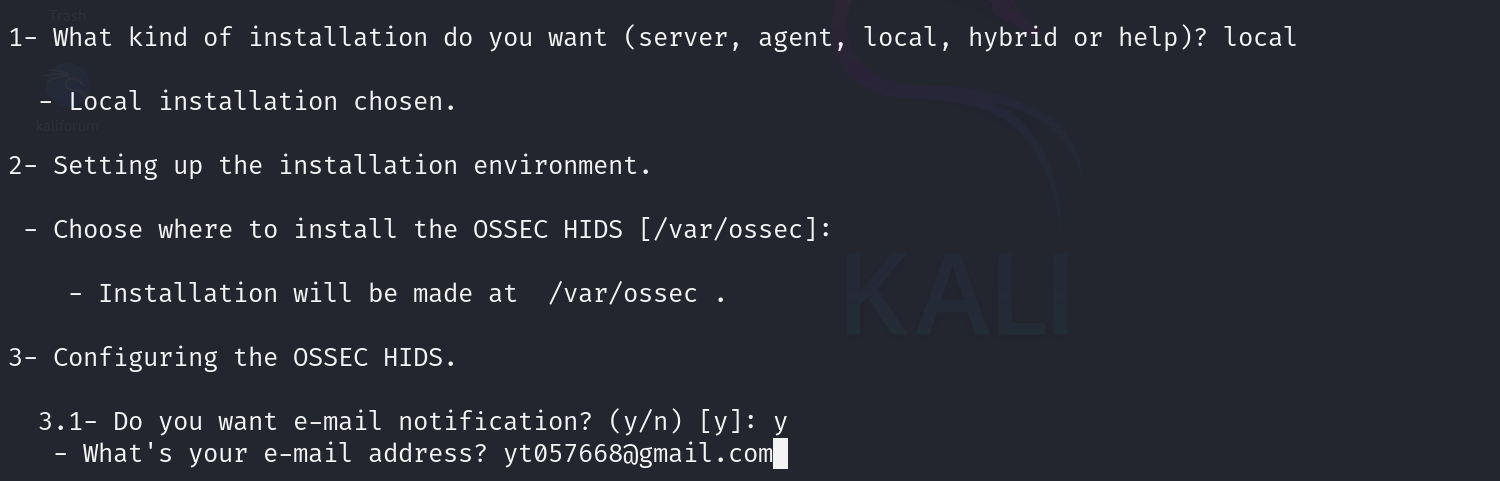 Trash
1- What kind of installation do you want (server, agent, local, hybrid or help)? local
- Local installation chosen.
kaliforum
2- Setting up the installation environment.
- Choose where to install the OSSEC HIDS [/var/ossec]:
- Installation will be made at  /var/ossec .
KALI
3- Configuring the OSSEC HIDS.
3.1- Do you want e-mail notification? (y/n) [y]: y
- What's your e-mail address? yt057668@gmail.com